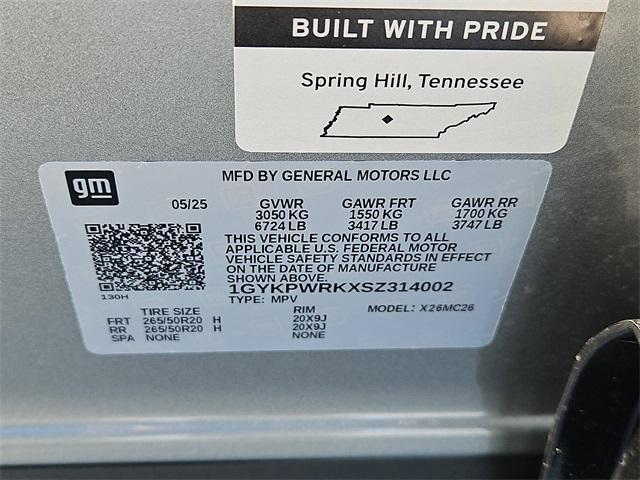 BUILT WITH PRIDE
Spring Hill, Tennessee
gm
MFD BY GENERAL MOTORS LLC
05/25 GVWR GAWR FRT GAWR RR
3050 KG 1550 KG 1700 KG
6724 LB 3417 LB 3747 LB
THIS VEHICLE CONFORMS TO ALL
APPLICABLE U.S. FEDERAL MOTOR
VEHICLE SAFETY STANDARDS IN EFFECT
ON THE DATE OF MANUFACTURE
SHOWN ABOVE.
1GYKPWRKXSZ314002
130H
TYPE: MPV MODEL: X26MC26
TIRE SIZE RIM
FRT 265/50R20 H 20X9J
RR 265/50R20 H 20X9J
SPA NONE NONE